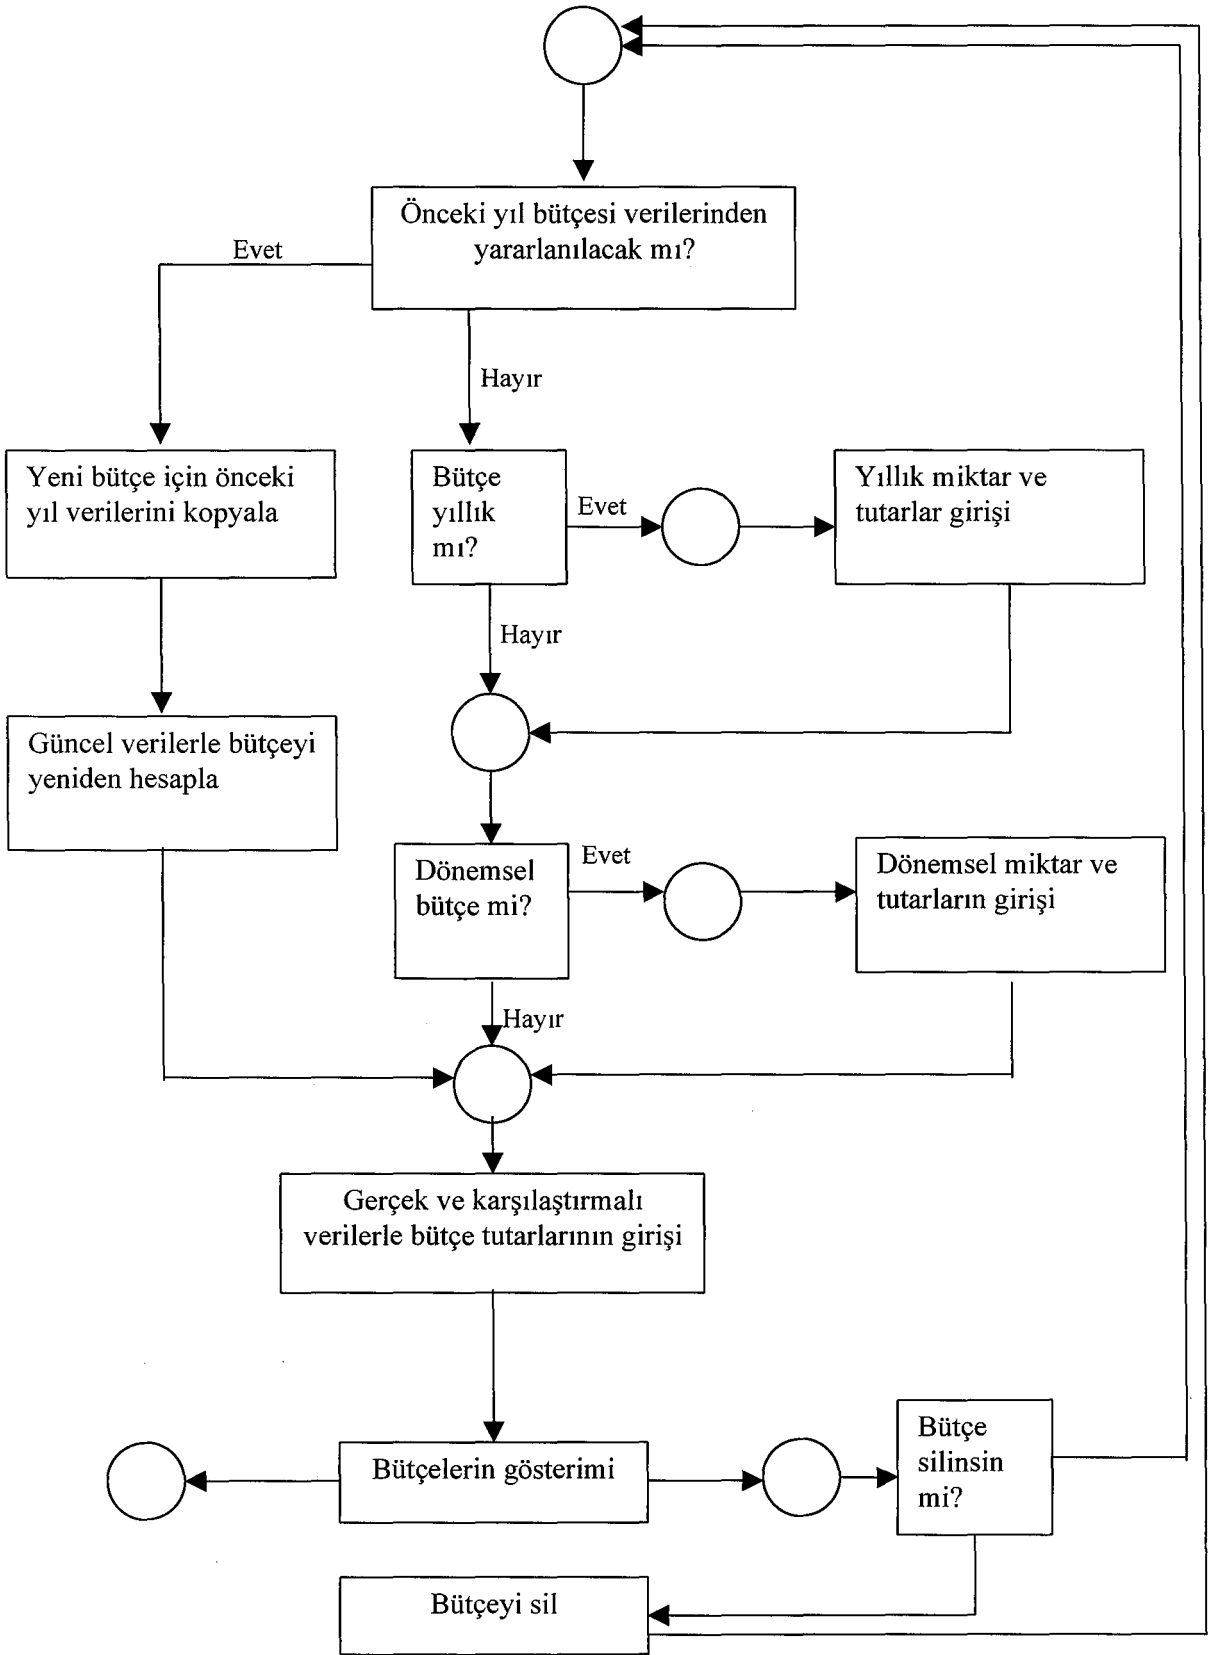 Önceki yıl bütçesi verilerinden
yararlanılacak mı?
Evet
Hayır
Yeni bütçe için önceki
yıl verilerini kopyala
Bütçe
yıllık
mı?
Evet
Yıllık miktar ve
tutarlar girişi
Hayır
Güncel verilerle bütçeyi
yeniden hesapla
Dönemsel
bütçe mi?
Evet
Dönemsel miktar ve
tutarların girişi
Hayır
Gerçek ve karşılaştırmalı
verilerle bütçe tutarlarının girişi
Bütçelerin gösterimi
Bütçe
silinsin
mi?
Bütçeyi sil